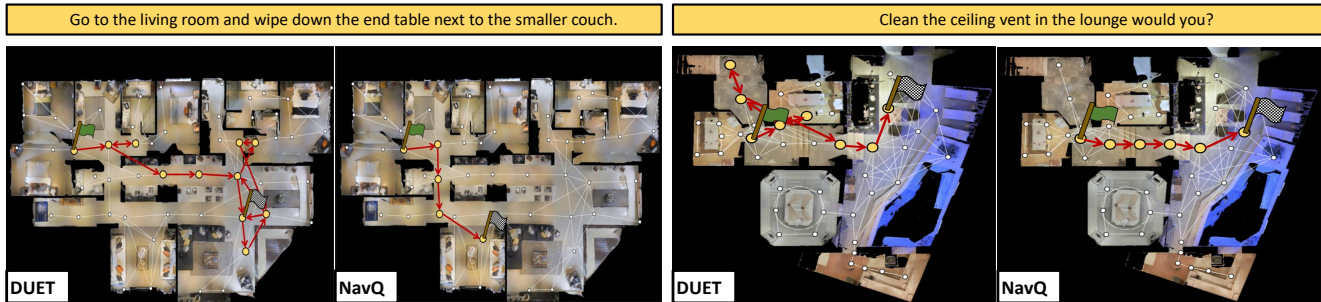 Go to the living room and wipe down the end table next to the smaller couch.
Clean the ceiling vent in the lounge would you?
DUET
NavQ
DUET
NavQ